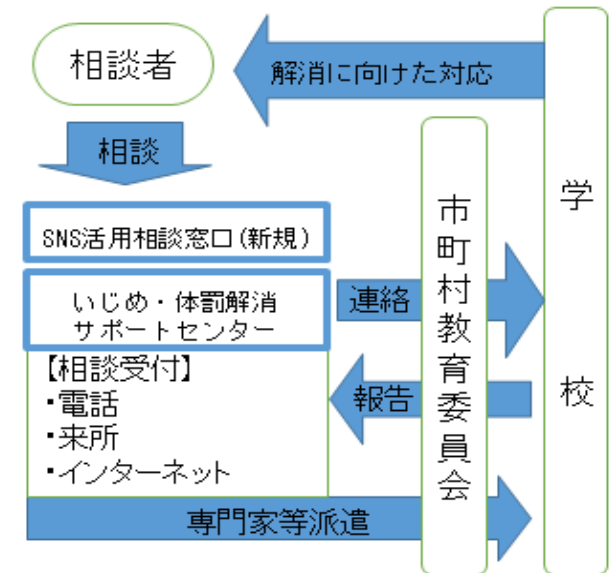 相談者
解消に向けた対応
相談
SNS活用相談窓口(新規)
いじめ・体罰解消
サポートセンター
【相談受付】
・電話
・来所
・インターネット
連絡
報告
専門家等派遣
市町村教育委員会
学校